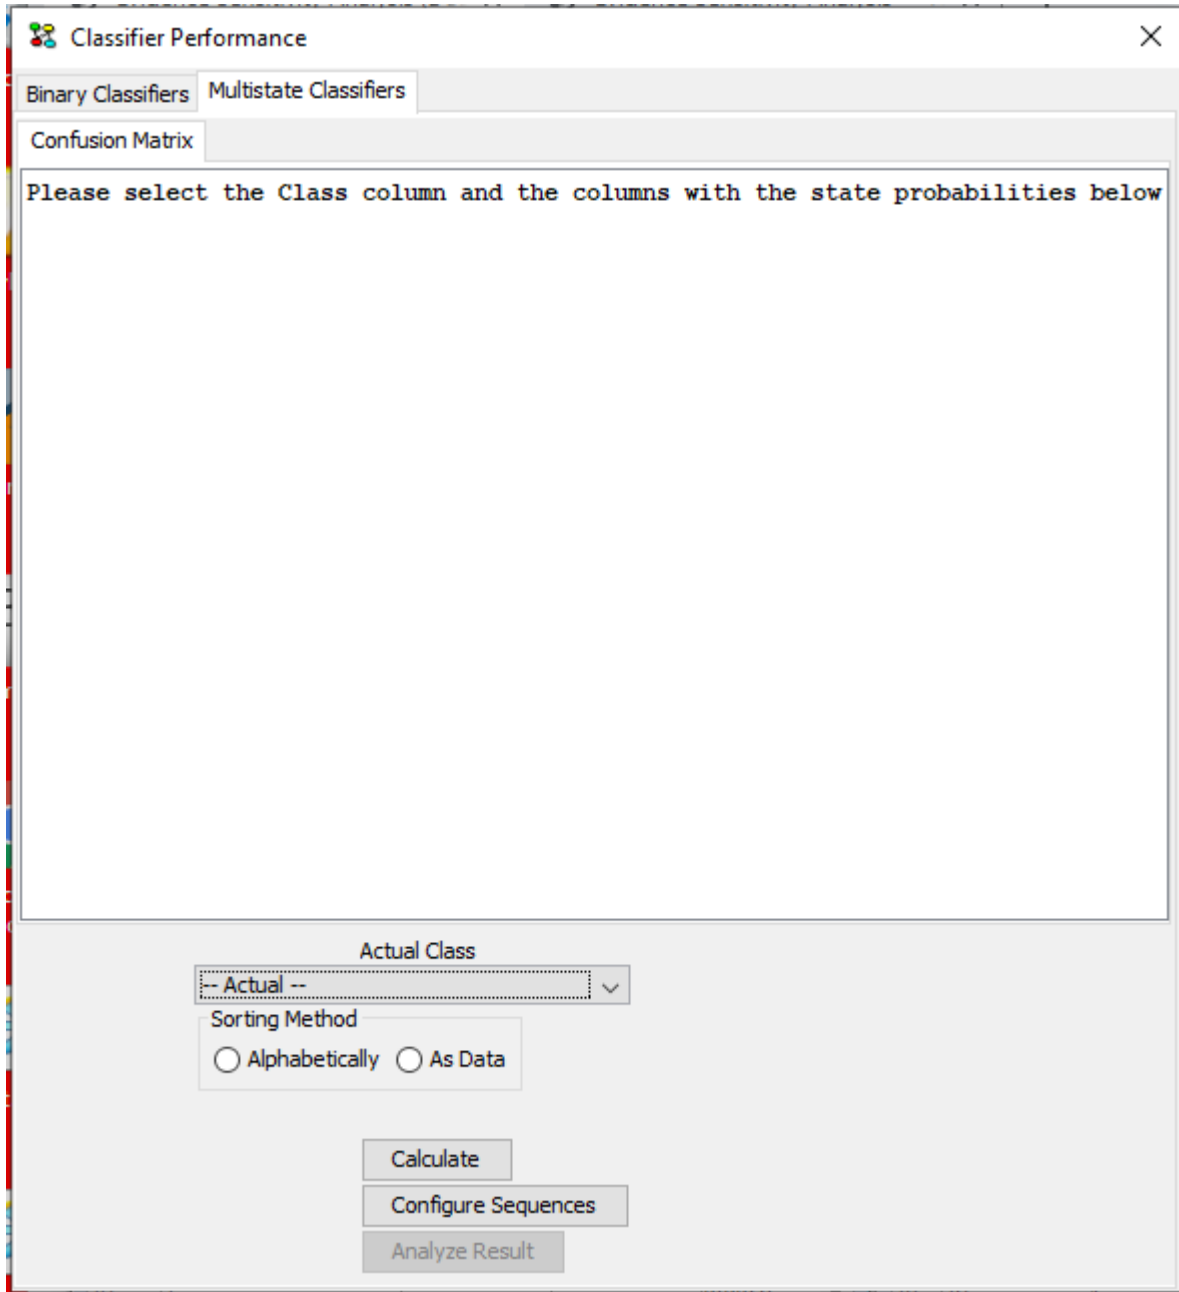 Classifier Performance
Binary Classifiers Multistate Classifiers
Confusion Matrix
Please select the Class column and the columns with the state probabilities below
Actual Class
-- Actual --
Sorting Method
Alphabetically As Data
Calculate
Configure Sequences
Analyze Result